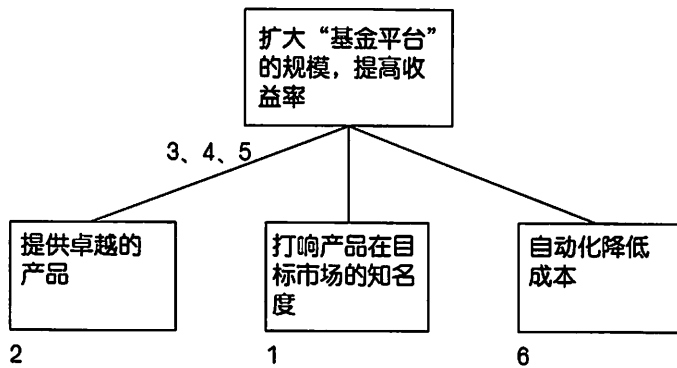 扩大“基金平台”
的规模，提高收
益率
3、4、5
提供卓越的
产品
打响产品在目
标市场的知名
度
自动化降低
成本
2
1
6